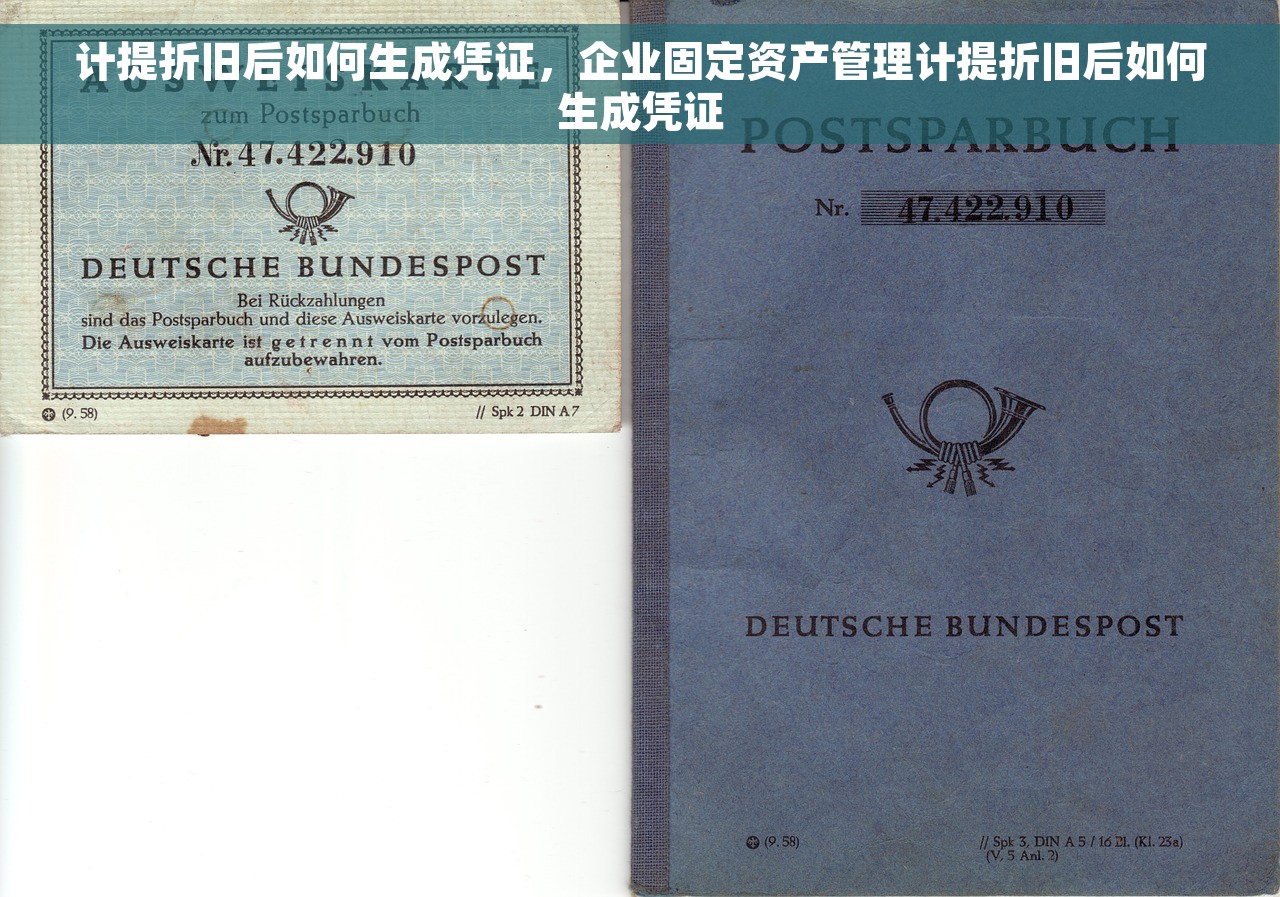 计提折旧后如何生成凭证，企业固定资产管理计提折旧后如何
生成凭证
AUSWEISKARTE
zum Postsparbuch
Nr. 47.422.910
DEUTSCHE BUNDESPOST
Bei Rückzahlungen
sind das Postsparbuch und diese Ausweiskarte vorzulegen.
Die Ausweiskarte ist getrennt vom Postsparbuch
aufzubewahren.
(9.58)
// Spk 2 DIN A7
POSTSPARBUCH
Nr. 47.422.910
DEUTSCHE BUNDESPOST
(9.58)
// Spk 3, DIN A 5 / 16 Bl. (Kl. 23a)
(V, 5 Anl. 2)